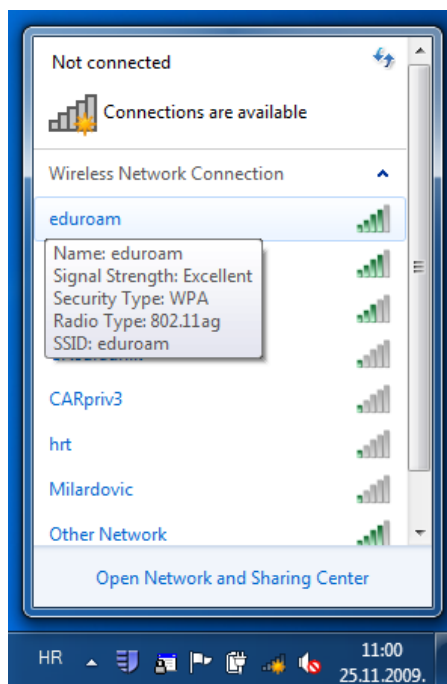 Not connected
Connections are available
Wireless Network Connection
eduroam
Name: eduroam
Signal Strength: Excellent
Security Type: WPA
Radio Type: 802.11ag
SSID: eduroam
CARpriv3
hrt
Milardovic
Other Network
Open Network and Sharing Center
HR
11:00
25.11.2009.